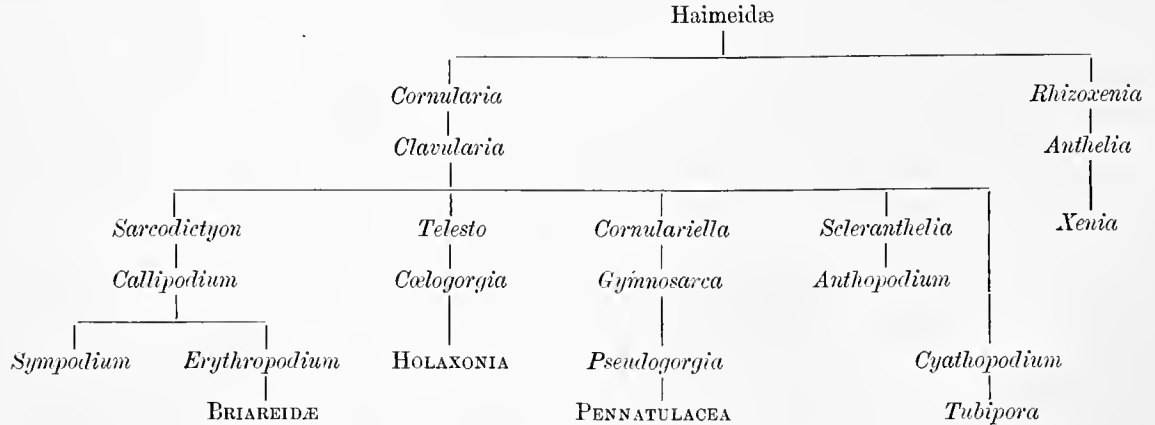 Haimeidæ
Cornularia Rhizoxenia
Clavularia Anthelia
Sarcodictyon Telesto Cornulariella Scleranthelia Xenia
Callipodium Cœlogorgia Gymnosarca Anthopodium
Sympodium Erythropodium HOLAXONIA Pseudogorgia Cyathopodium
BRIAREIDÆ PENNATULACEA Tubipora